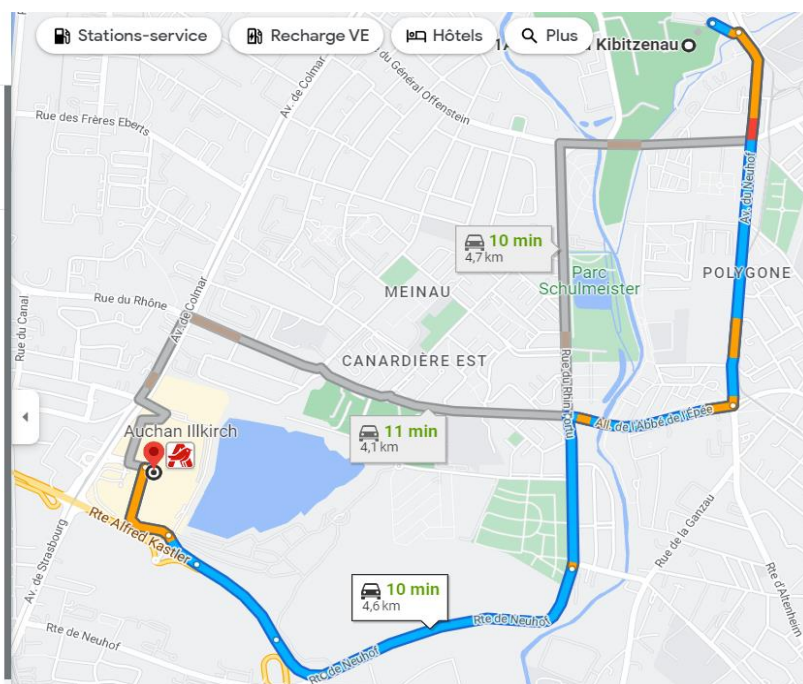 Stations-service
Recharge VE
Hôtels
Plus
Kibitzenau
du Général Offenstein
Av. de Colmar
Rue des Frères Eberts
Av. du Neuhof
10 min
4,7 km
Parc
Schulmeister
POLYGONE
MEINAU
Rue du Rhône
Av. de Colmar
Rue du Canal
CANARDIÈRE EST
Rue du Rhin Tortu
All. de l'Abbé de l'Épée
11 min
4,1 km
Auchan Illkirch
Rte Alfred Kastler
Av. de Strasbourg
Rue de la Ganzau
Rte d'Altenheim
10 min
4,6 km
Rte de Neuhof
Rte de Neuhof
Rte de Neuhof